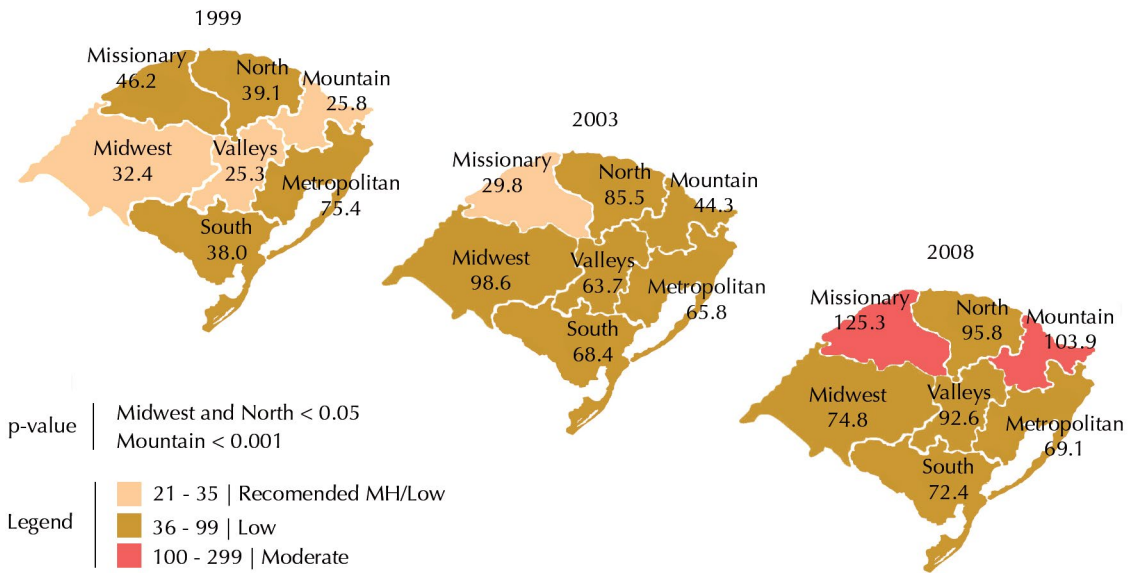 1999
Missionary
46.2
North
39.1
Mountain
25.8
Midwest
32.4
Valleys
25.3
Metropolitan
75.4
South
38.0
2003
Missionary
29.8
North
85.5
Mountain
44.3
Midwest
98.6
Valleys
63.7
Metropolitan
65.8
South
68.4
2008
Missionary
125.3
North
95.8
Mountain
103.9
Midwest
74.8
Valleys
92.6
Metropolitan
69.1
South
72.4
p-value
Midwest and North < 0.05
Mountain < 0.001
Legend
21 - 35 | Recomended MH/Low
36 - 99 | Low
100 - 299 | Moderate